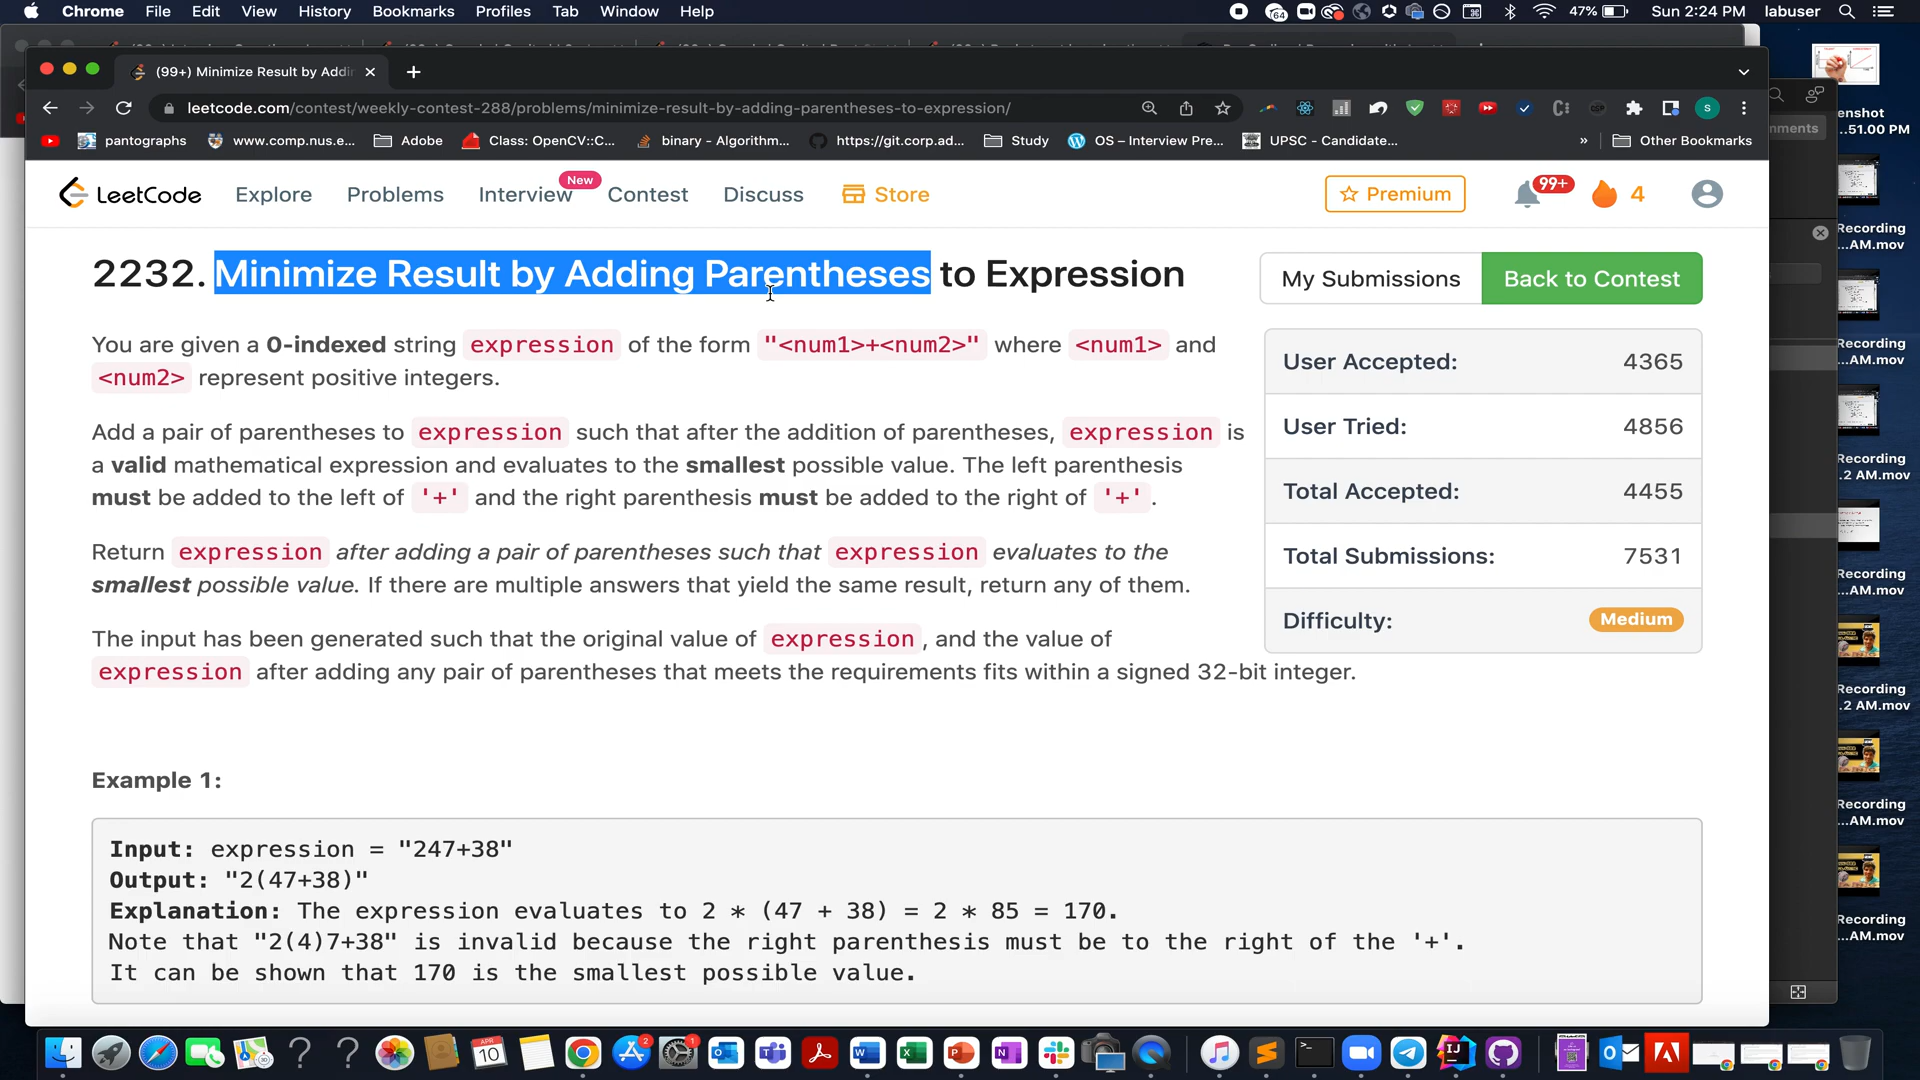 Chrome File Edit View History Bookmarks Profiles Tab Window Help
64 47% Sun 2:24 PM labuser
(99+) Minimize Result by Addin
leetcode.com/contest/weekly-contest-288/problems/minimize-result-by-adding-parentheses-to-expression/
pantographs www.comp.nus.e... Adobe Class: OpenCV::C... binary - Algorithm... https://git.corp.ad... Study OS – Interview Pre... UPSC - Candidate... » Other Bookmarks
LeetCode Explore Problems Interview New Contest Discuss Store Premium 99+ 4
2232. Minimize Result by Adding Parentheses to Expression
My Submissions Back to Contest
You are given a 0-indexed string expression of the form "<num1>+<num2>" where <num1> and
<num2> represent positive integers.
Add a pair of parentheses to expression such that after the addition of parentheses, expression is
a valid mathematical expression and evaluates to the smallest possible value. The left parenthesis
must be added to the left of '+' and the right parenthesis must be added to the right of '+'.
Return expression after adding a pair of parentheses such that expression evaluates to the
smallest possible value. If there are multiple answers that yield the same result, return any of them.
The input has been generated such that the original value of expression, and the value of
expression after adding any pair of parentheses that meets the requirements fits within a signed 32-bit integer.
User Accepted: 4365
User Tried: 4856
Total Accepted: 4455
Total Submissions: 7531
Difficulty: Medium
Example 1:
Input: expression = "247+38"
Output: "2(47+38)"
Explanation: The expression evaluates to 2 * (47 + 38) = 2 * 85 = 170.
Note that "2(4)7+38" is invalid because the right parenthesis must be to the right of the '+'.
It can be shown that 170 is the smallest possible value.
enshot
...51.00 PM
nments
Recording
...AM.mov
Recording
...AM.mov
Recording
...AM.mov
Recording
...2 AM.mov
Recording
...AM.mov
Recording
...2 AM.mov
Recording
...AM.mov
Recording
...AM.mov
APR
10
2
1